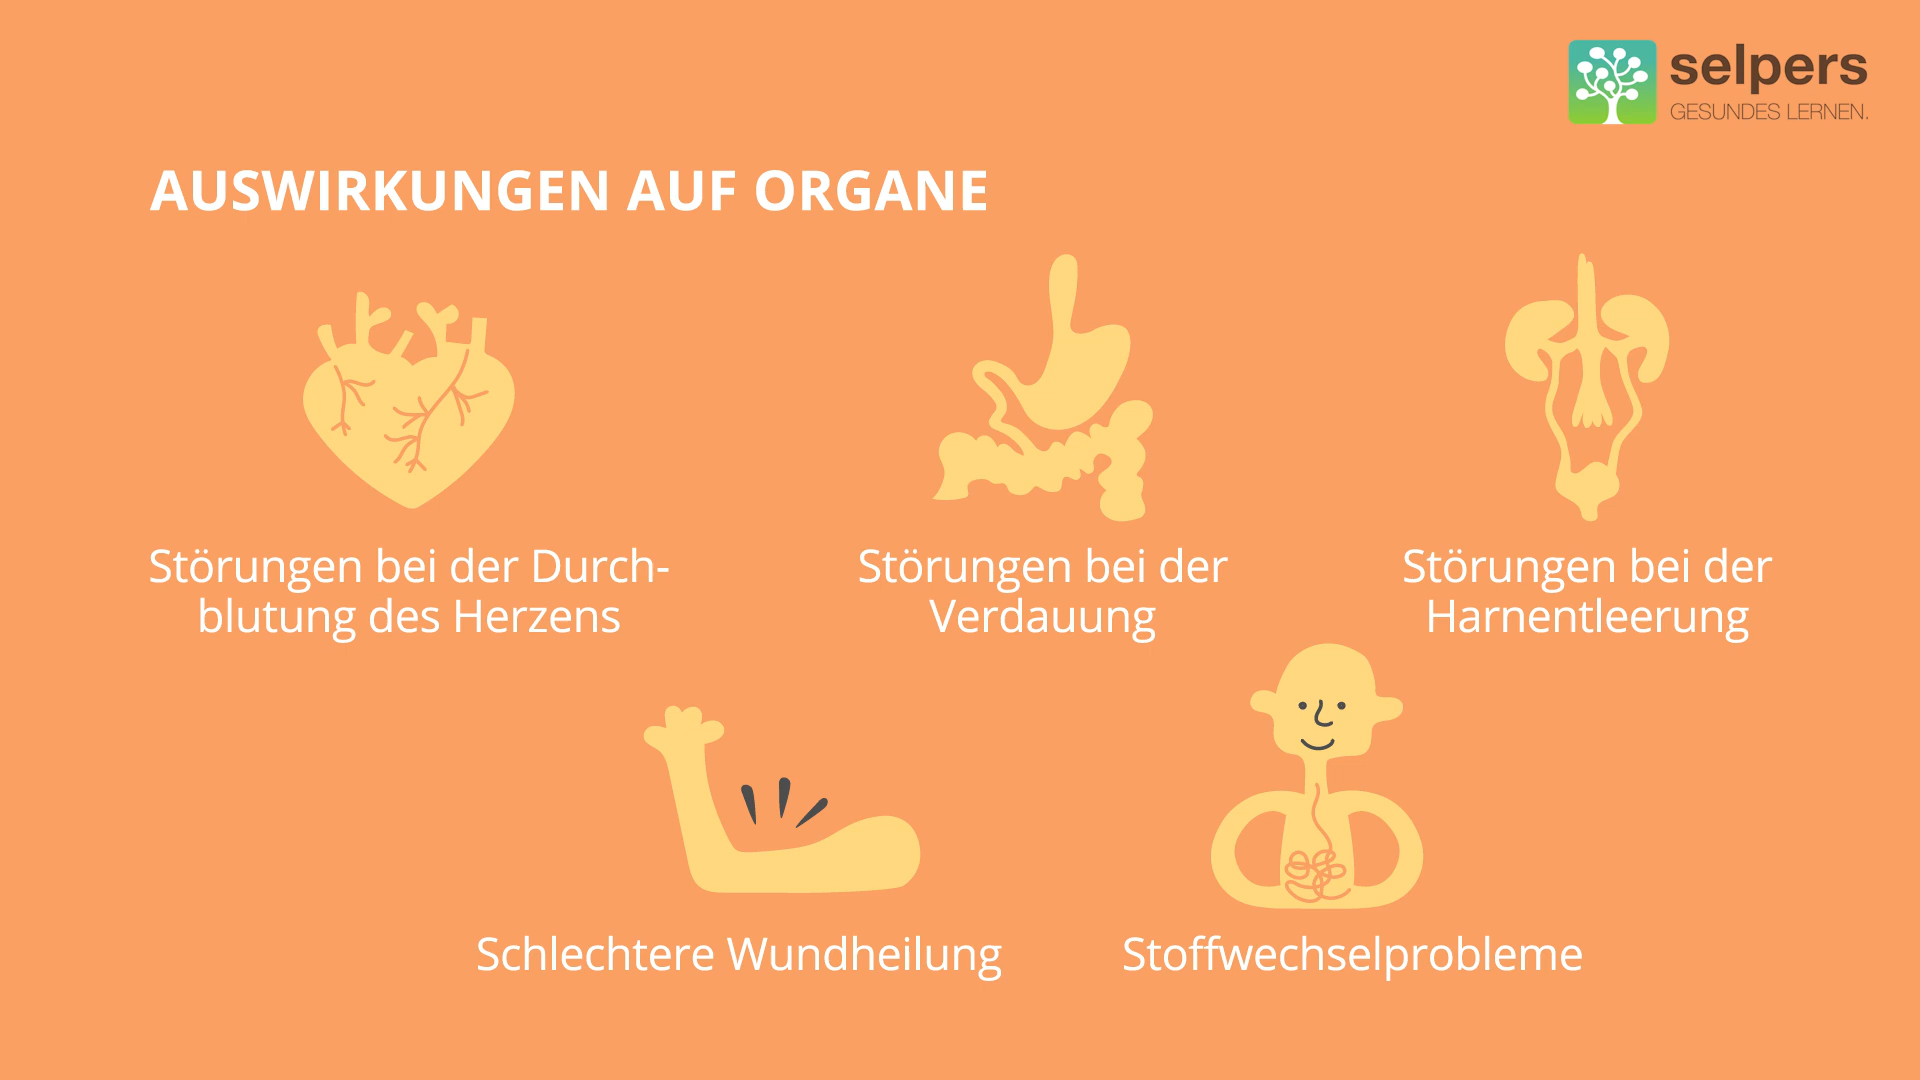 selpers
GESUNDES LERNEN.
AUSWIRKUNGEN AUF ORGANE
Störungen bei der Durch-
blutung des Herzens
Störungen bei der
Verdauung
Störungen bei der
Harnentleerung
Schlechtere Wundheilung
Stoffwechselprobleme